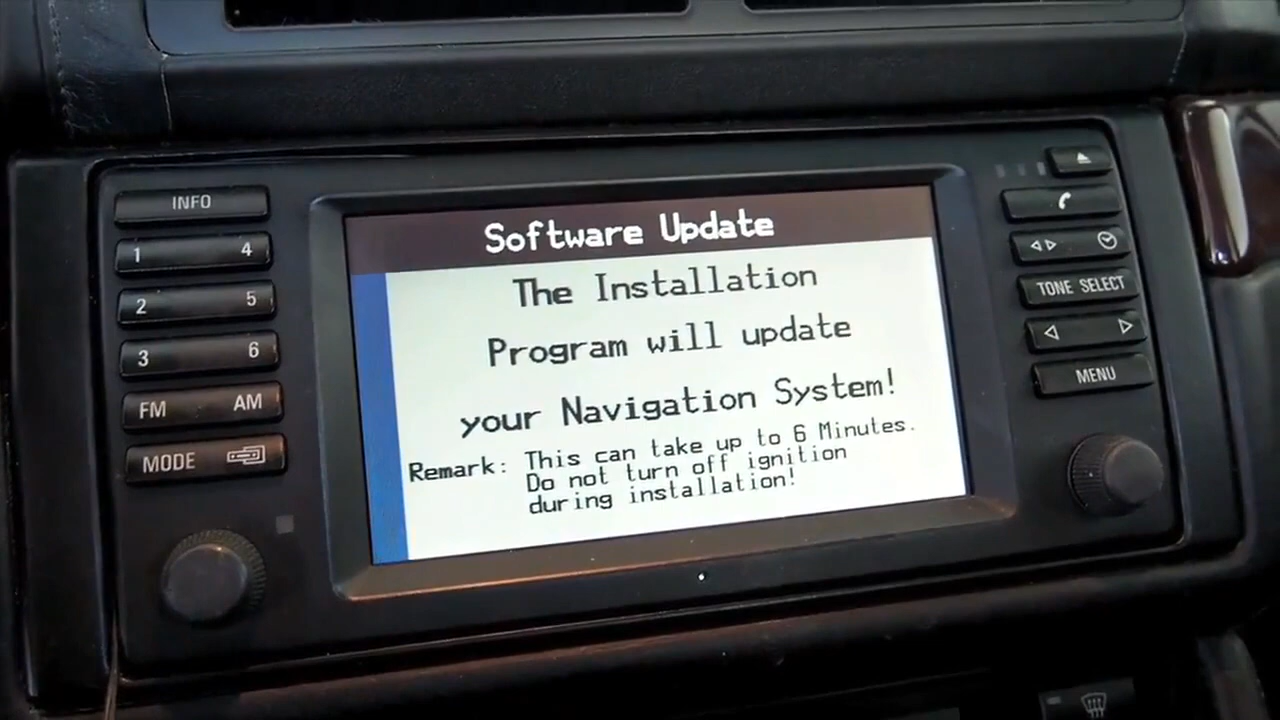 INFO
1 4
2 5
3 6
FM AM
MODE
Software Update
The Installation
Program will update
your Navigation System!
Remark: This can take up to 6 Minutes.
Do not turn off ignition
during installation!
TONE SELECT
MENU